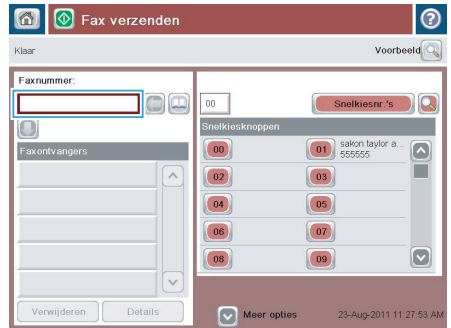 Fax verzenden
Klaar
Voorbeeld
Faxnummer:
00
Snelkiesnr.'s
Snelkiesknoppen
Faxontvangers
00
01
sakon taylor a...
555555
02
03
04
05
06
07
08
09
Verwijderen
Details
Meer opties
23-Aug-2011 11:27:53 AM